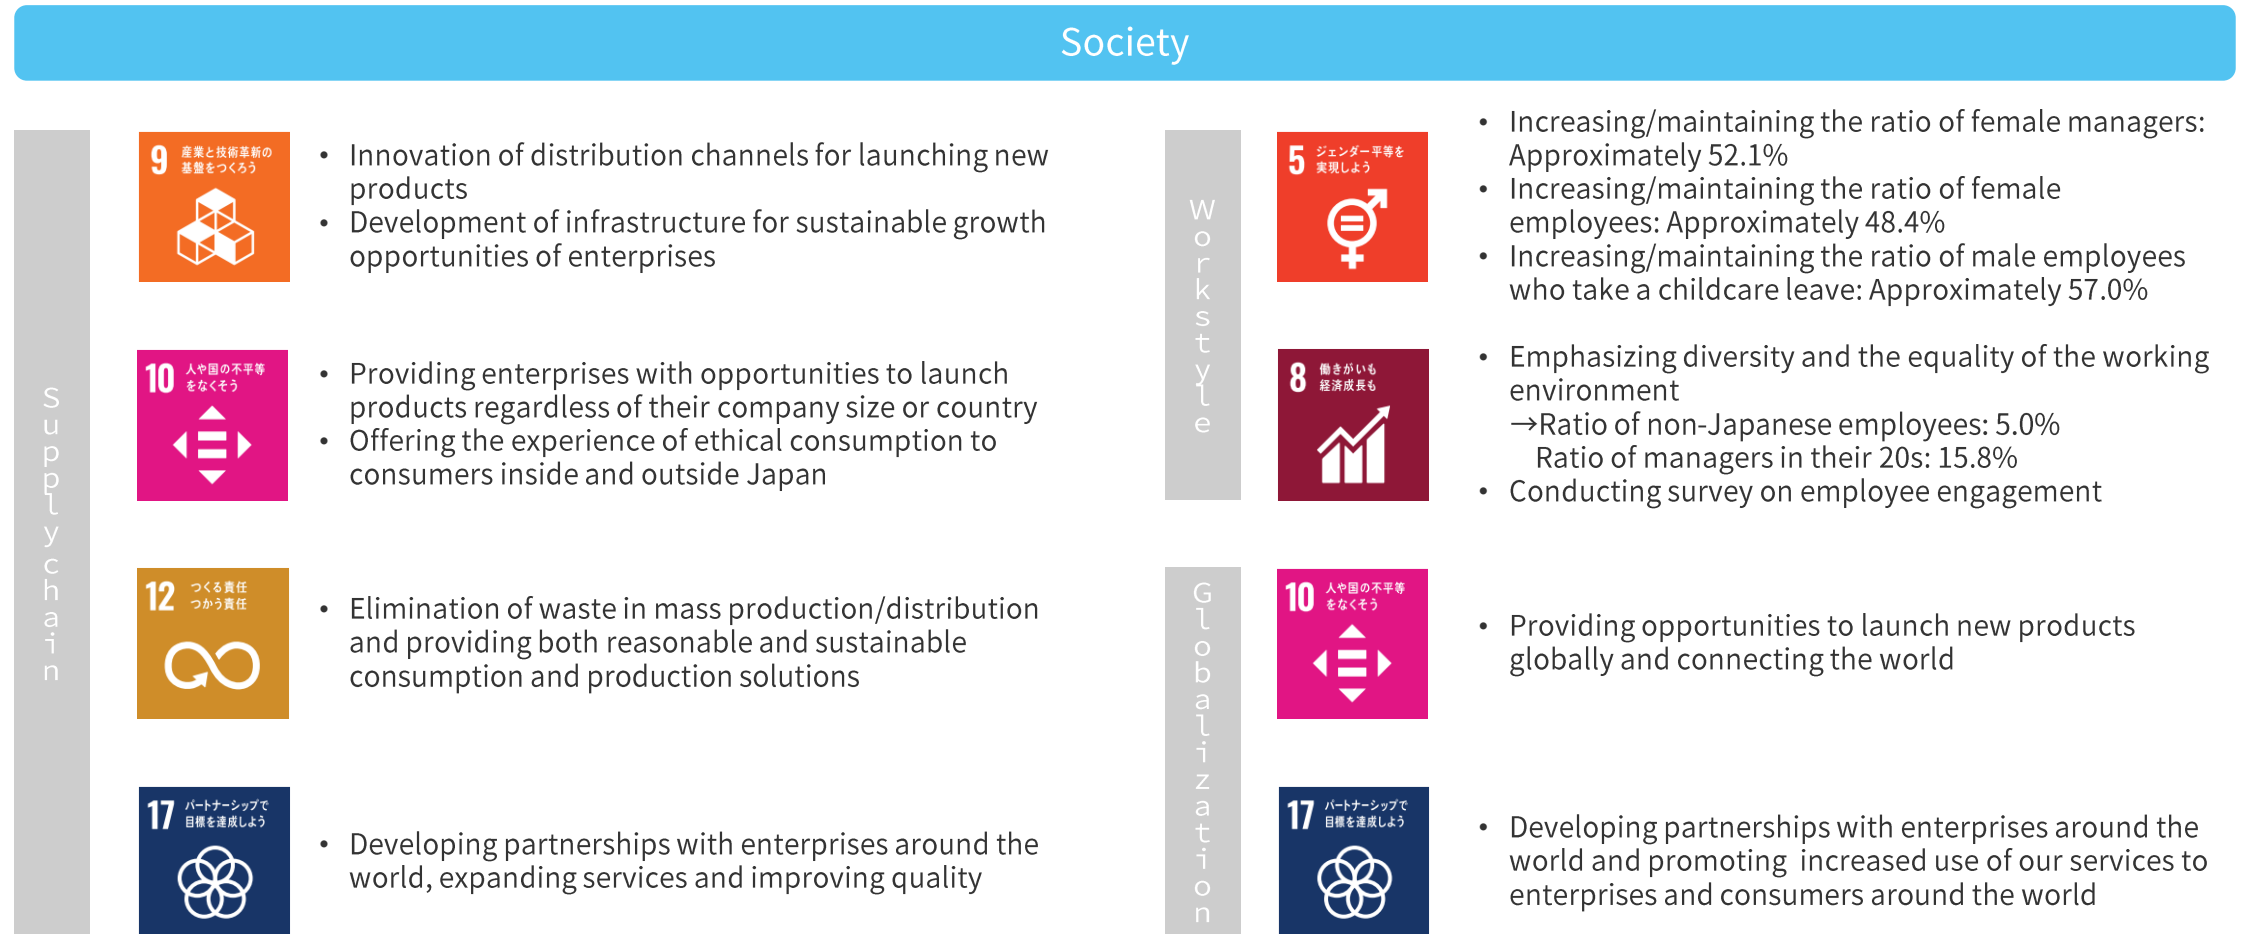 Society
Supplychain
9 産業と技術革新の
基盤をつくろう
• Innovation of distribution channels for launching new
products
• Development of infrastructure for sustainable growth
opportunities of enterprises
10 人や国の不平等
をなくそう
• Providing enterprises with opportunities to launch
products regardless of their company size or country
• Offering the experience of ethical consumption to
consumers inside and outside Japan
12 つくる責任
つかう責任
• Elimination of waste in mass production/distribution
and providing both reasonable and sustainable
consumption and production solutions
17 パートナーシップで
目標を達成しよう
• Developing partnerships with enterprises around the
world, expanding services and improving quality
Workstyle
5 ジェンダー平等を
実現しよう
• Increasing/maintaining the ratio of female managers:
Approximately 52.1%
• Increasing/maintaining the ratio of female
employees: Approximately 48.4%
• Increasing/maintaining the ratio of male employees
who take a childcare leave: Approximately 57.0%
8 働きがいも
経済成長も
• Emphasizing diversity and the equality of the working
environment
→Ratio of non-Japanese employees: 5.0%
Ratio of managers in their 20s: 15.8%
• Conducting survey on employee engagement
Globalization
10 人や国の不平等
をなくそう
• Providing opportunities to launch new products
globally and connecting the world
17 パートナーシップで
目標を達成しよう
• Developing partnerships with enterprises around the
world and promoting increased use of our services to
enterprises and consumers around the world